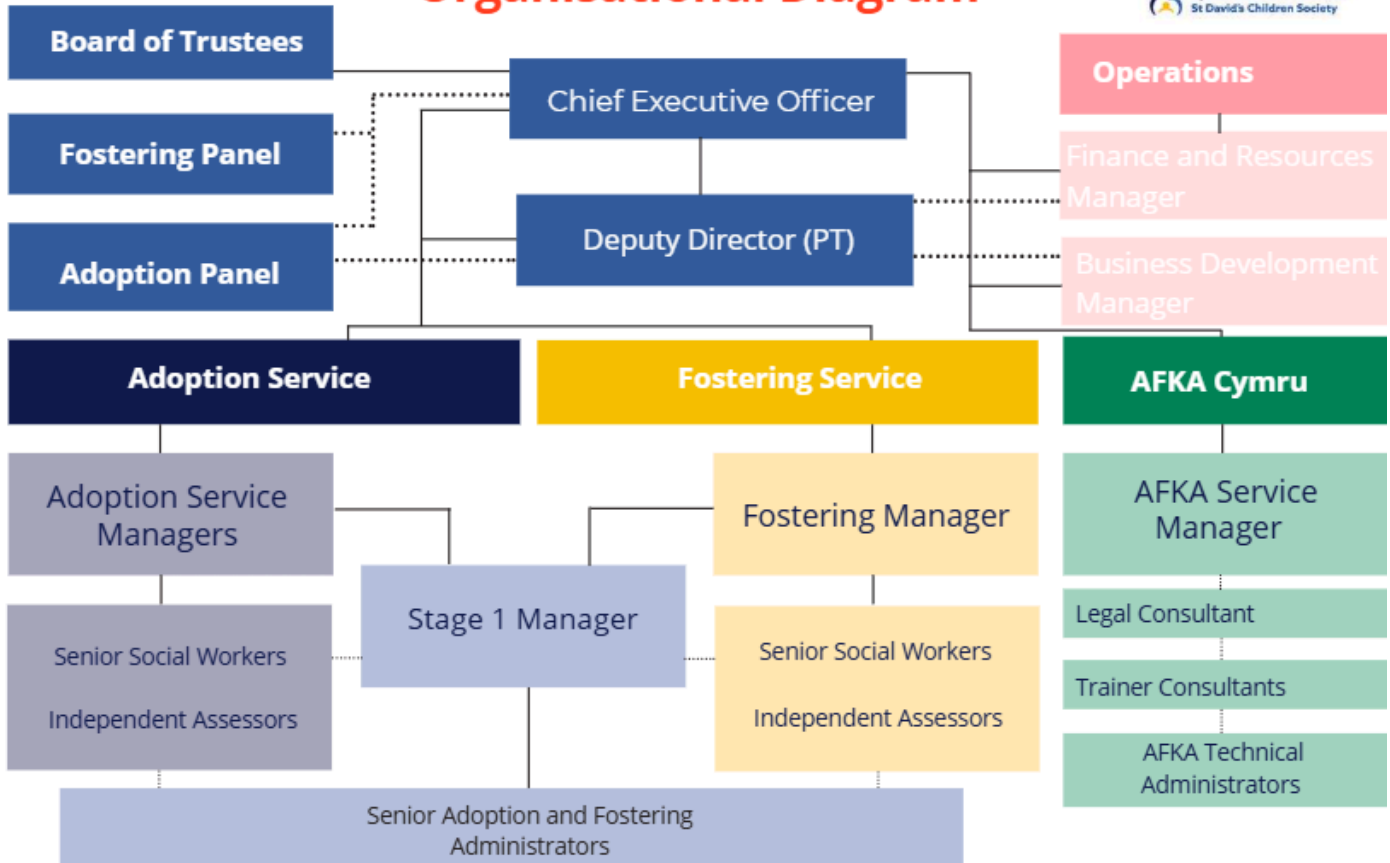 Organisational Diagram
St David's Children Society
Board of Trustees
Chief Executive Officer
Operations
Fostering Panel
Finance and Resources
Manager
Adoption Panel
Deputy Director (PT)
Business Development
Manager
Adoption Service
Fostering Service
AFKA Cymru
Adoption Service
Managers
Fostering Manager
AFKA Service
Manager
Stage 1 Manager
Senior Social Workers
Independent Assessors
Senior Social Workers
Independent Assessors
Legal Consultant
Trainer Consultants
AFKA Technical
Administrators
Senior Adoption and Fostering
Administrators